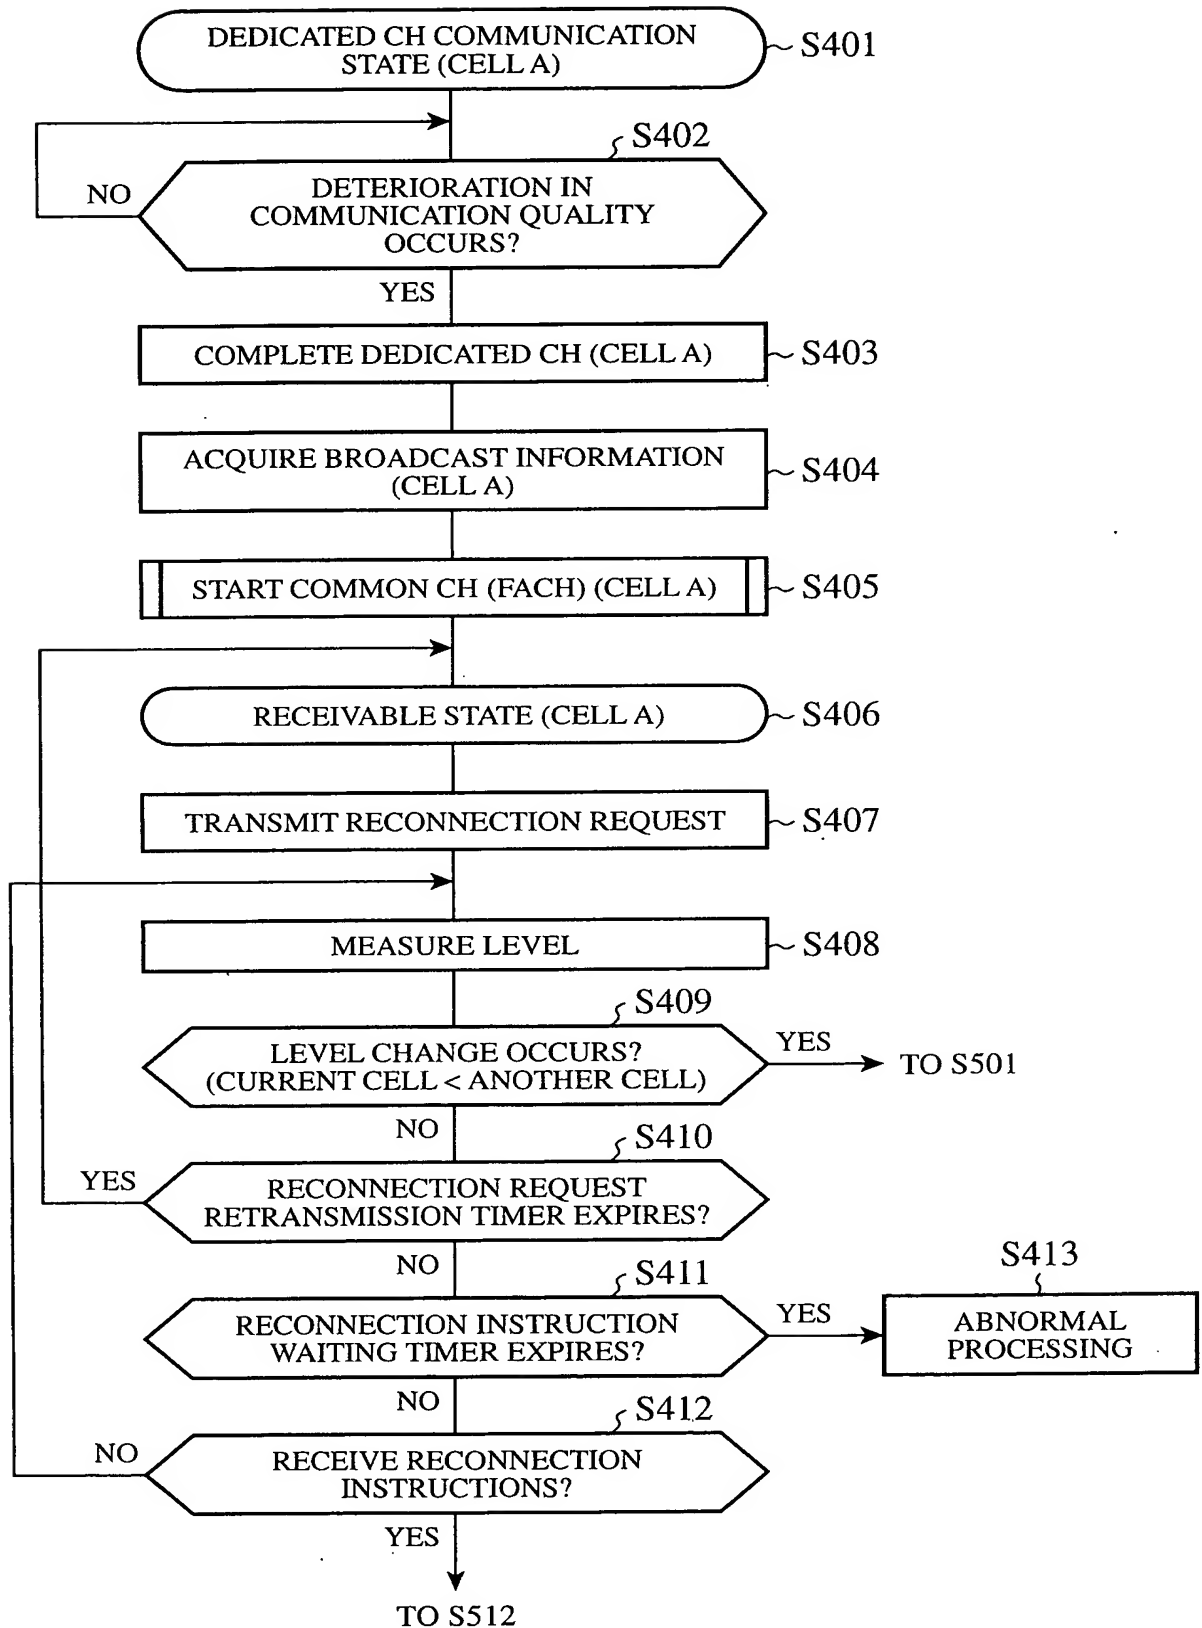 DEDICATED CH COMMUNICATION
STATE (CELL A)
S401
S402
NO
DETERIORATION IN
COMMUNICATION QUALITY
OCCURS?
YES
COMPLETE DEDICATED CH (CELL A)
S403
ACQUIRE BROADCAST INFORMATION
(CELL A)
S404
START COMMON CH (FACH) (CELL A)
S405
RECEIVABLE STATE (CELL A)
S406
TRANSMIT RECONNECTION REQUEST
S407
MEASURE LEVEL
S408
S409
LEVEL CHANGE OCCURS?
(CURRENT CELL < ANOTHER CELL)
YES
TO S501
NO
S410
YES
RECONNECTION REQUEST
RETRANSMISSION TIMER EXPIRES?
NO
S411
RECONNECTION INSTRUCTION
WAITING TIMER EXPIRES?
YES
S413
ABNORMAL
PROCESSING
NO
S412
NO
RECEIVE RECONNECTION
INSTRUCTIONS?
YES
TO S512